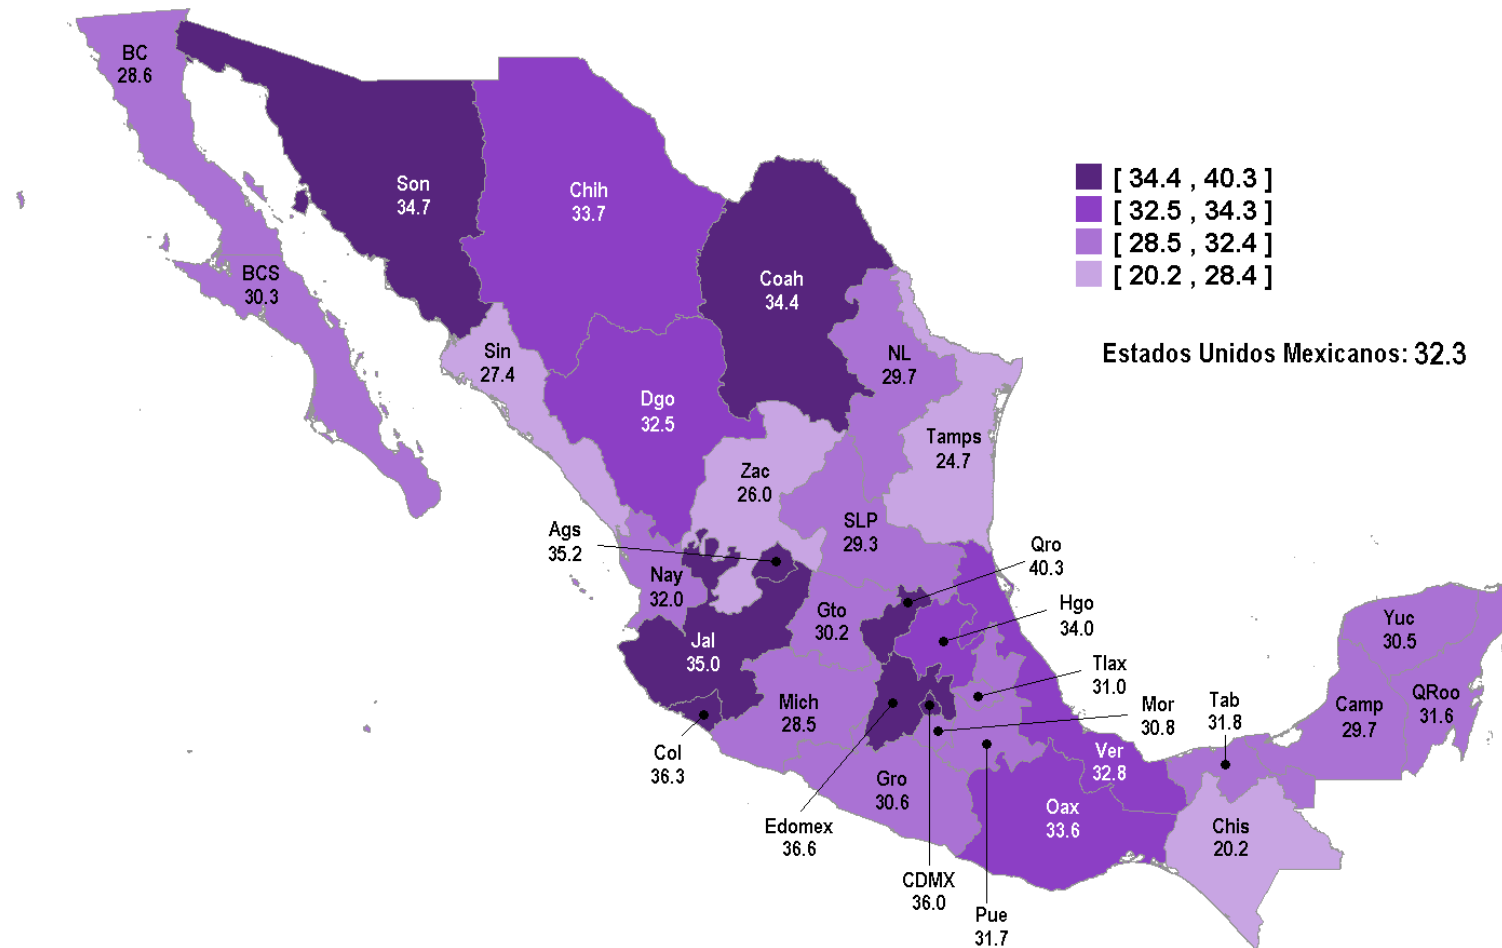 BC
28.6
Son
34.7
Chih
33.7
[ 34.4 , 40.3 ]
[ 32.5 , 34.3 ]
[ 28.5 , 32.4 ]
[ 20.2 , 28.4 ]
Estados Unidos Mexicanos: 32.3
BCS
30.3
Coah
34.4
Sin
27.4
NL
29.7
Dgo
32.5
Tamps
24.7
Zac
26.0
SLP
29.3
Ags
35.2
Qro
40.3
Nay
32.0
Gto
30.2
Hgo
34.0
Yuc
30.5
Jal
35.0
Tlax
31.0
Mich
28.5
Mor
30.8
Tab
31.8
Camp
29.7
QRoo
31.6
Col
36.3
Ver
32.8
Gro
30.6
Oax
33.6
Edomex
36.6
Chis
20.2
CDMX
36.0
Pue
31.7